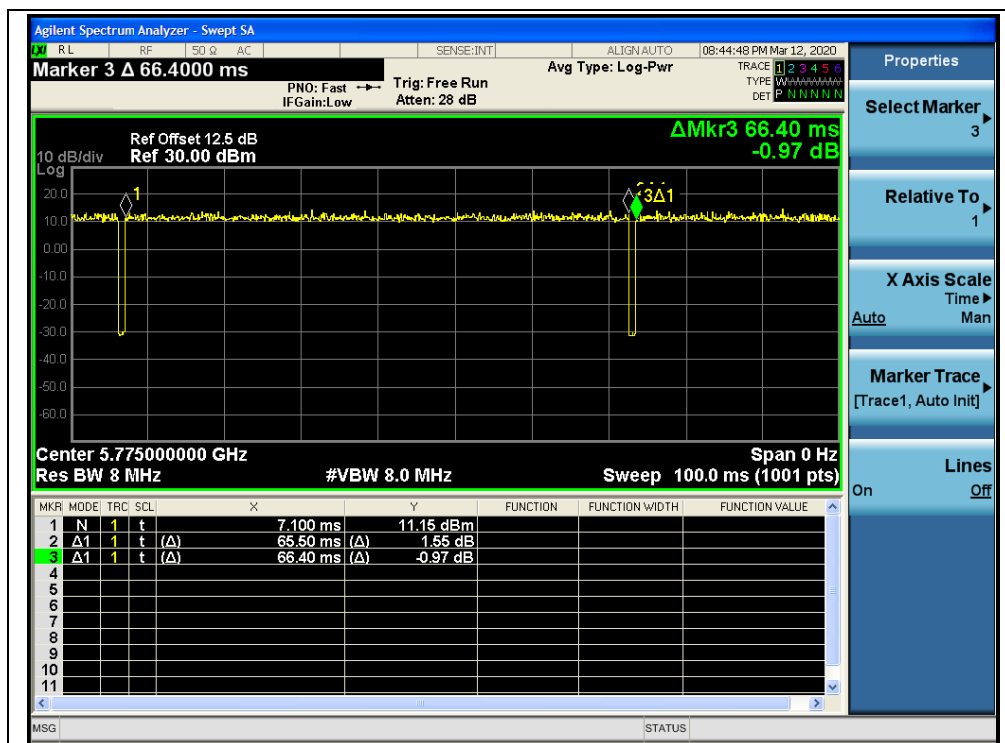 Agilent Spectrum Analyzer - Swept SA
LXI RL RF 50 Ω AC SENSE:INT ALIGN AUTO 08:44:48 PM Mar 12, 2020
Marker 3 Δ 66.4000 ms
PNO: Fast
IFGain:Low
Trig: Free Run
Atten: 28 dB
Avg Type: Log-Pwr
TRACE 1 2 3 4 5 6
TYPE W
DET P N N N N N
ΔMkr3 66.40 ms
-0.97 dB
Ref Offset 12.5 dB
10 dB/div Ref 30.00 dBm
Log
20.0
10.0
0.00
-10.0
-20.0
-30.0
-40.0
-50.0
-60.0
1
3Δ1
Center 5.775000000 GHz Span 0 Hz
Res BW 8 MHz #VBW 8.0 MHz Sweep 100.0 ms (1001 pts)
MKR MODE TRC SCL X Y FUNCTION FUNCTION WIDTH FUNCTION VALUE
1 N 1 t 7.100 ms 11.15 dBm
2 Δ1 1 t (Δ) 65.50 ms (Δ) 1.55 dB
3 Δ1 1 t (Δ) 66.40 ms (Δ) -0.97 dB
4
5
6
7
8
9
10
11
MSG STATUS
Properties
Select Marker
3
Relative To
1
X Axis Scale
Time
Auto Man
Marker Trace
[Trace1, Auto Init]
Lines
On Off